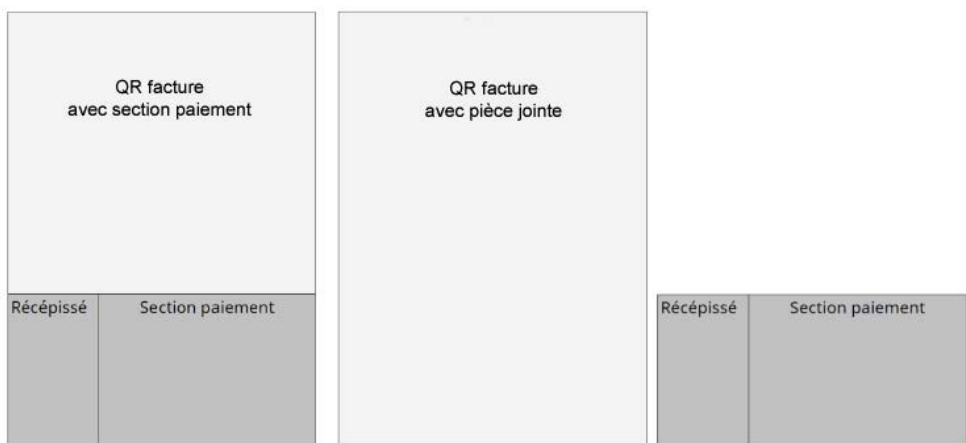 QR facture
avec section paiement
Récépissé
Section paiement
QR facture
avec pièce jointe
Récépissé
Section paiement